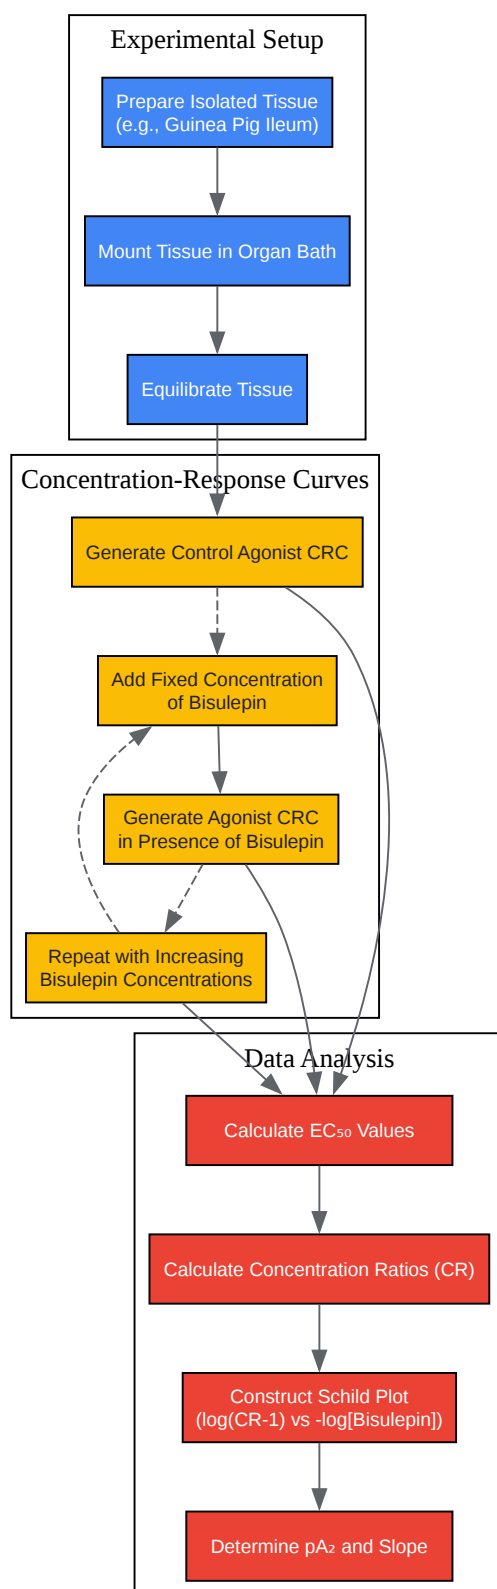 Experimental Setup
Prepare Isolated Tissue
(e.g., Guinea Pig Ileum)
Mount Tissue in Organ Bath
Equilibrate Tissue
Concentration-Response Curves
Generate Control Agonist CRC
Add Fixed Concentration
of Bisulepin
Generate Agonist CRC
in Presence of Bisulepin
Repeat with Increasing
Bisulepin Concentrations
Data Analysis
Calculate EC₅₀ Values
Calculate Concentration Ratios (CR)
Construct Schild Plot
(log(CR-1) vs -log[Bisulepin])
Determine pA₂ and Slope